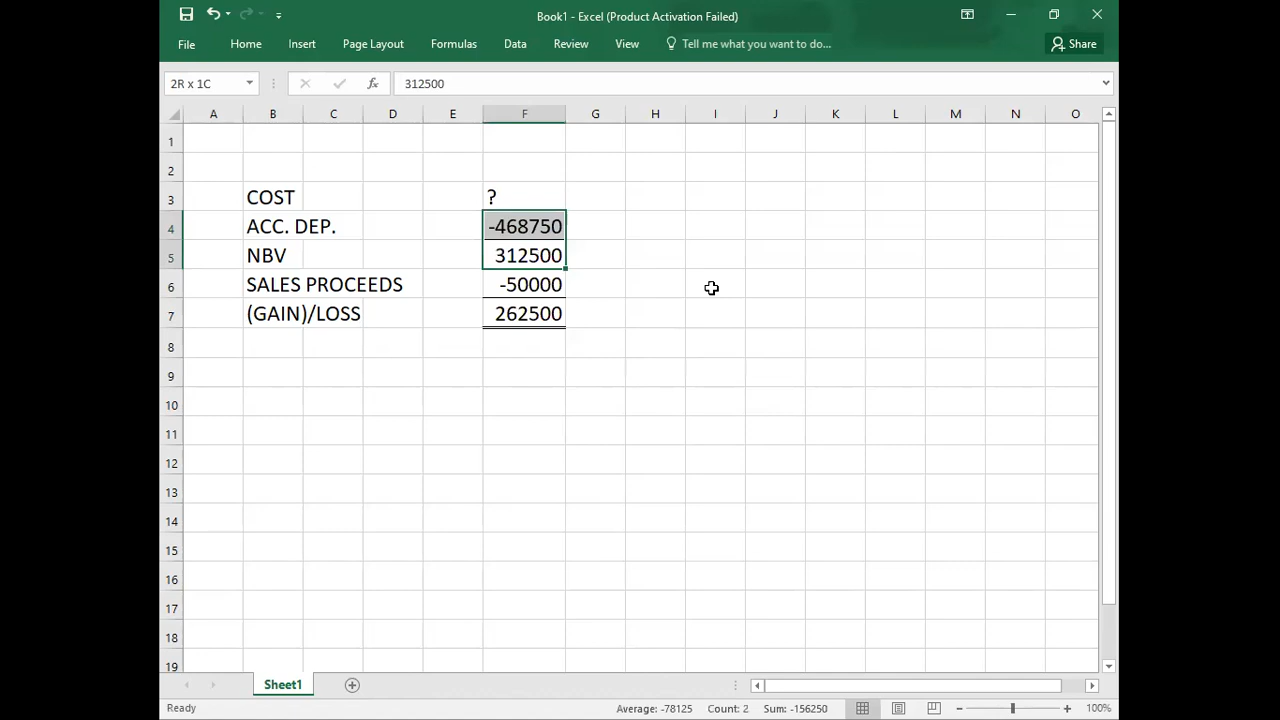 Book1 - Excel (Product Activation Failed)
File Home Insert Page Layout Formulas Data Review View Tell me what you want to do... Share
2R x 1C fx 312500
A B C D E F G H I J K L M N O
1
2
3 COST ?
4 ACC. DEP. -468750
5 NBV 312500
6 SALES PROCEEDS -50000
7 (GAIN)/LOSS 262500
8
9
10
11
12
13
14
15
16
17
18
19
Sheet1
Ready Average: -78125 Count: 2 Sum: -156250 100%